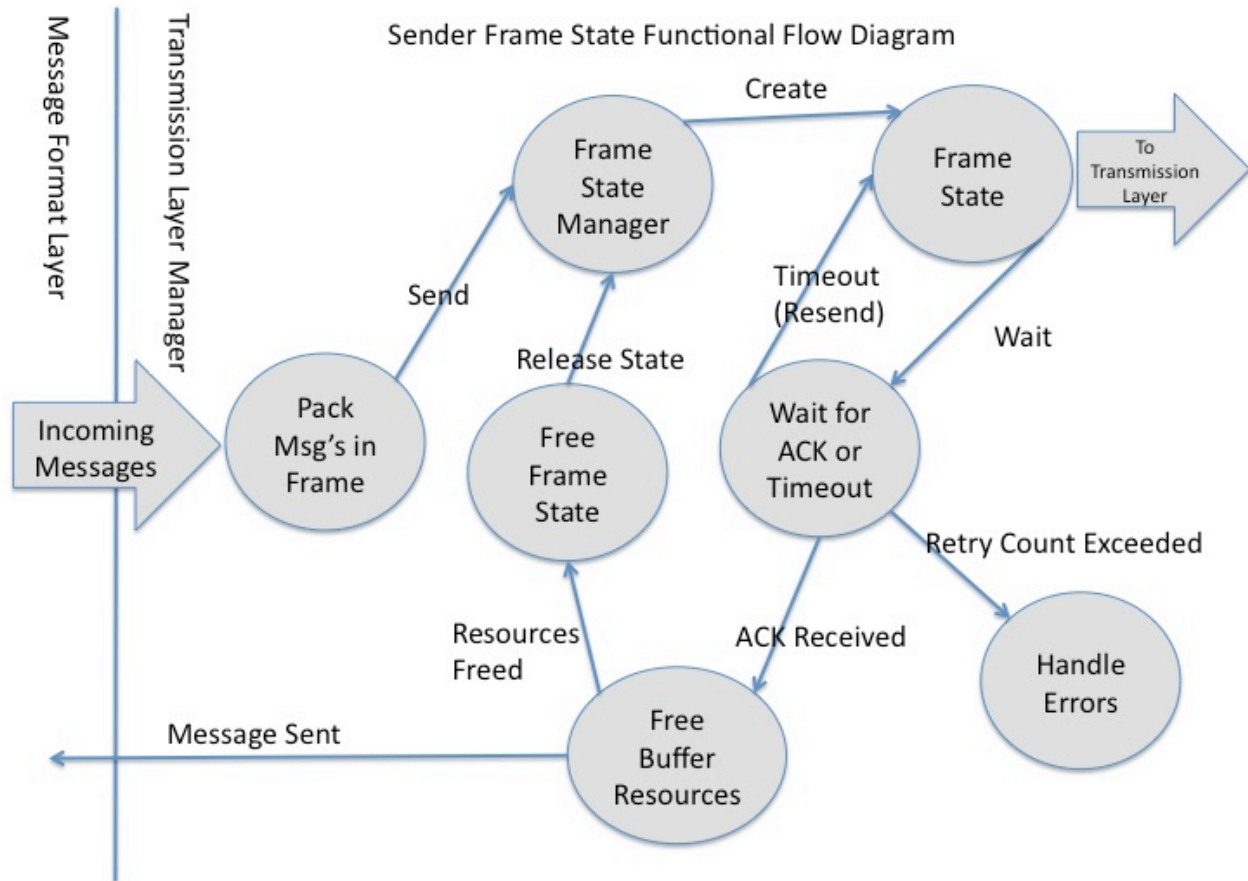 Message Format Layer
Transmission Layer Manager
Sender Frame State Functional Flow Diagram
Create
Frame
State
Manager
Frame
State
To
Transmission
Layer
Send
Timeout
(Resend)
Wait
Release State
Incoming
Messages
Pack
Msg's in
Frame
Free
Frame
State
Wait for
ACK or
Timeout
Retry Count Exceeded
Resources
Freed
ACK Received
Handle
Errors
Message Sent
Free
Buffer
Resources